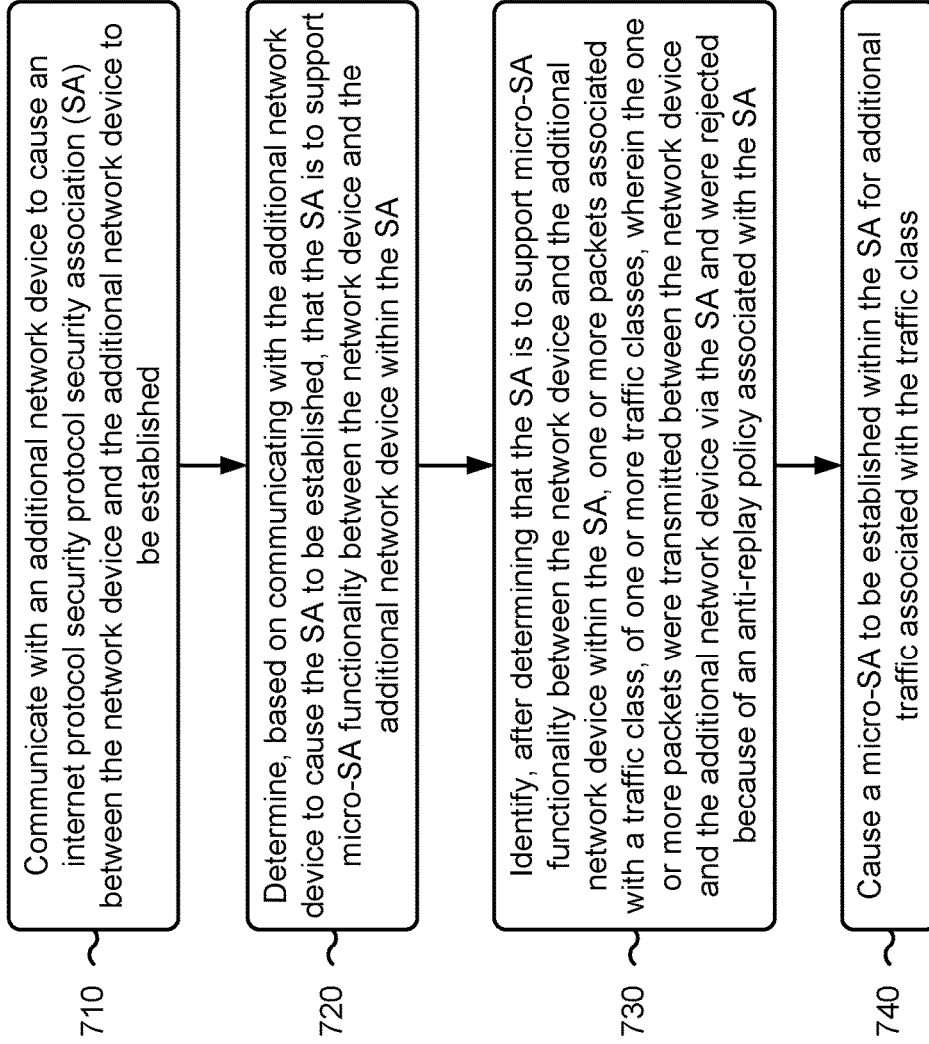 710
Communicate with an additional network device to cause an
internet protocol security protocol security association (SA)
between the network device and the additional network device to
be established
720
Determine, based on communicating with the additional network
device to cause the SA to be established, that the SA is to support
micro-SA functionality between the network device and the
additional network device within the SA
730
Identify, after determining that the SA is to support micro-SA
functionality between the network device and the additional
network device within the SA, one or more packets associated
with a traffic class, of one or more traffic classes, wherein the one
or more packets were transmitted between the network device
and the additional network device via the SA and were rejected
because of an anti-replay policy associated with the SA
740
Cause a micro-SA to be established within the SA for additional
traffic associated with the traffic class